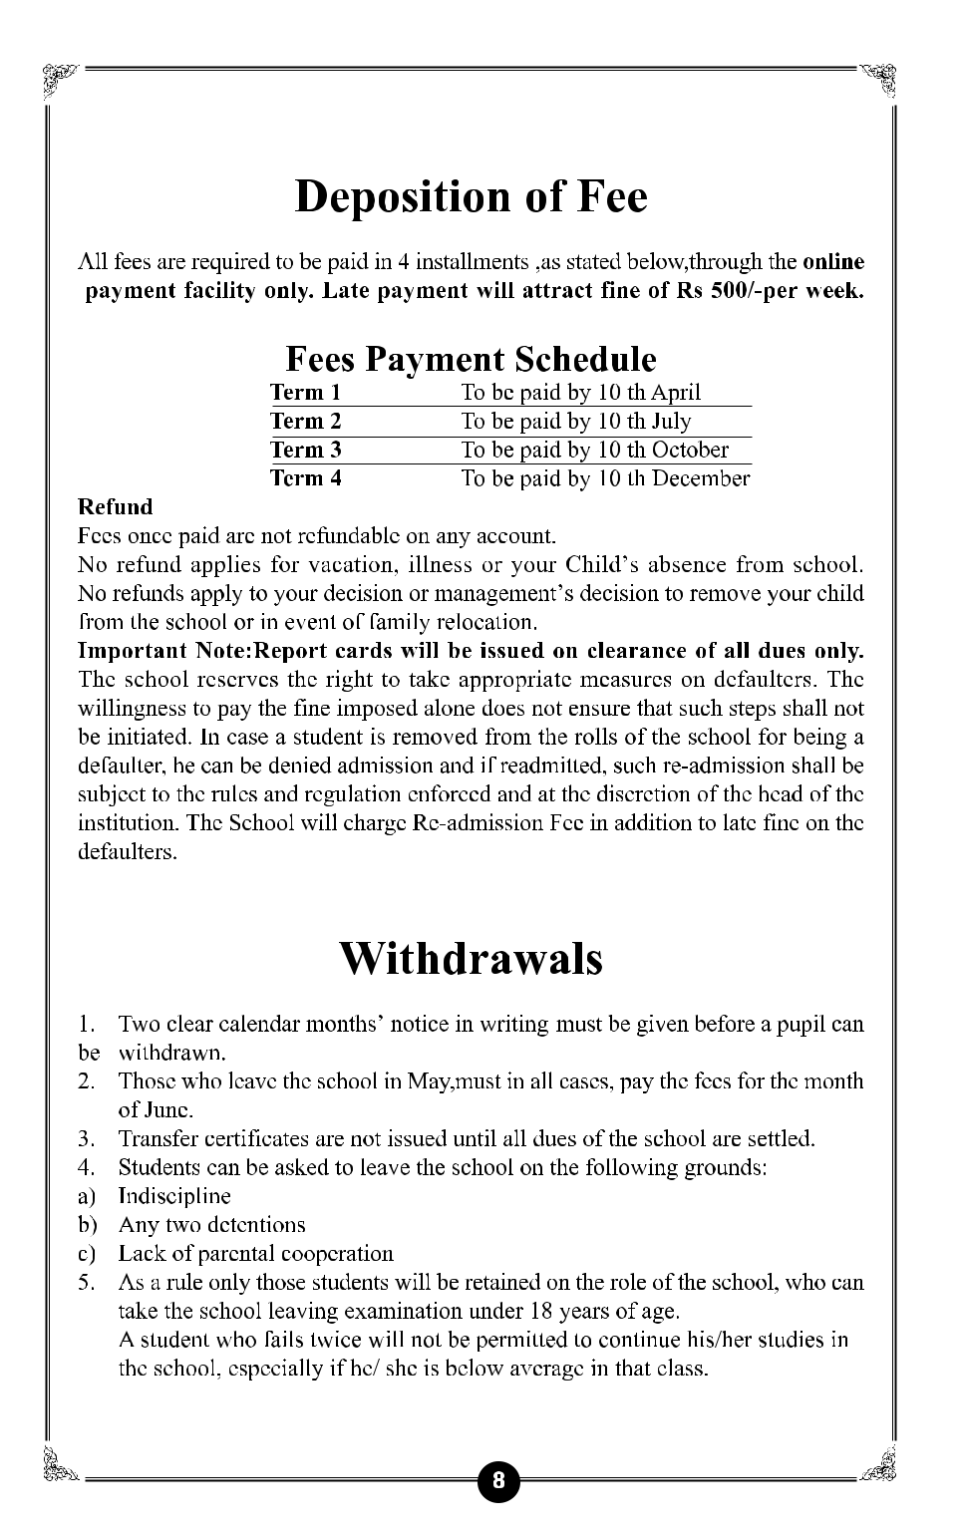 Deposition of Fee
All fees are required to be paid in 4 installments ,as stated below,through the online
payment facility only. Late payment will attract fine of Rs 500/-per week.
Fees Payment Schedule
Term 1 To be paid by 10 th April
Term 2 To be paid by 10 th July
Term 3 To be paid by 10 th October
Term 4 To be paid by 10 th December
Refund
Fees once paid are not refundable on any account.
No refund applies for vacation, illness or your Child’s absence from school.
No refunds apply to your decision or management’s decision to remove your child
from the school or in event of family relocation.
Important Note:Report cards will be issued on clearance of all dues only.
The school reserves the right to take appropriate measures on defaulters. The
willingness to pay the fine imposed alone does not ensure that such steps shall not
be initiated. In case a student is removed from the rolls of the school for being a
defaulter, he can be denied admission and if readmitted, such re-admission shall be
subject to the rules and regulation enforced and at the discretion of the head of the
institution. The School will charge Re-admission Fee in addition to late fine on the
defaulters.
Withdrawals
1. Two clear calendar months’ notice in writing must be given before a pupil can
be withdrawn.
2. Those who leave the school in May,must in all cases, pay the fees for the month
of June.
3. Transfer certificates are not issued until all dues of the school are settled.
4. Students can be asked to leave the school on the following grounds:
a) Indiscipline
b) Any two detentions
c) Lack of parental cooperation
5. As a rule only those students will be retained on the role of the school, who can
take the school leaving examination under 18 years of age.
A student who fails twice will not be permitted to continue his/her studies in
the school, especially if he/ she is below average in that class.
8